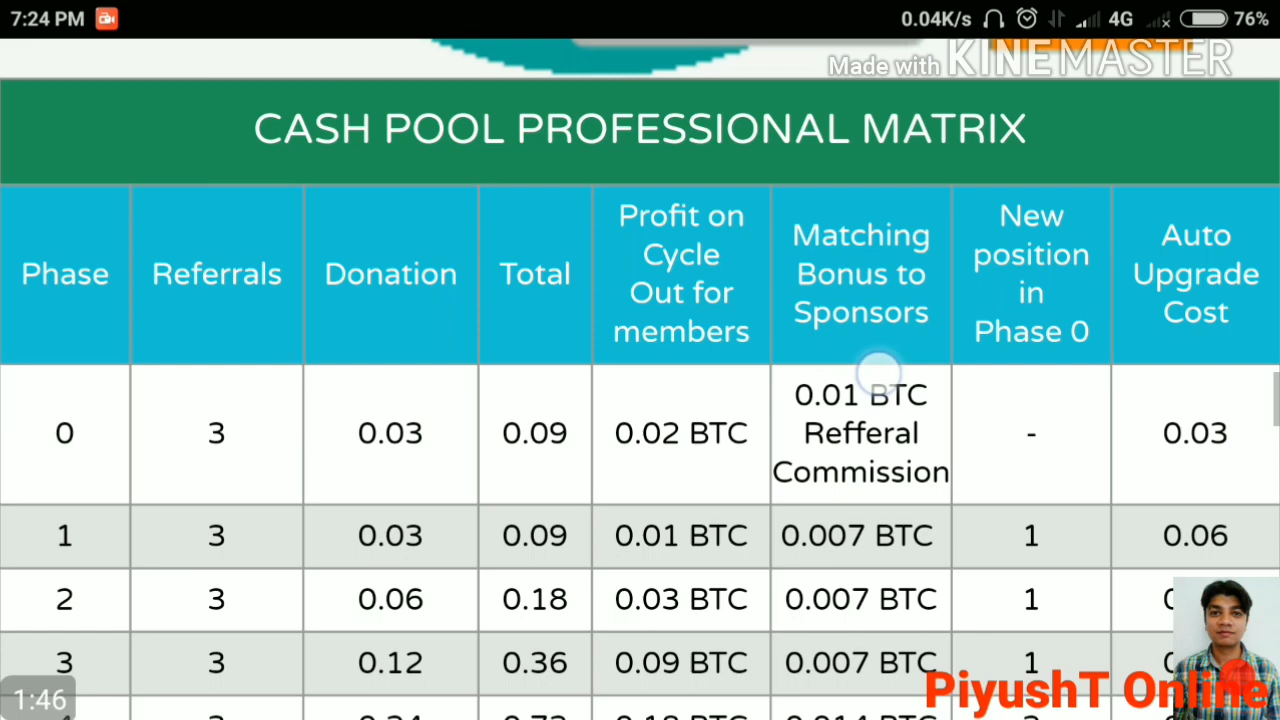 7:24 PM 0.04K/s 4G 76%
Made with KINEMASTER
CASH POOL PROFESSIONAL MATRIX
Phase Referrals Donation Total Profit on Cycle Out for members Matching Bonus to Sponsors New position in Phase 0 Auto Upgrade Cost
0 3 0.03 0.09 0.02 BTC 0.01 BTC Refferal Commission - 0.03
1 3 0.03 0.09 0.01 BTC 0.007 BTC 1 0.06
2 3 0.06 0.18 0.03 BTC 0.007 BTC 1
3 3 0.12 0.36 0.09 BTC 0.007 BTC 1
PiyushT Online
1:46